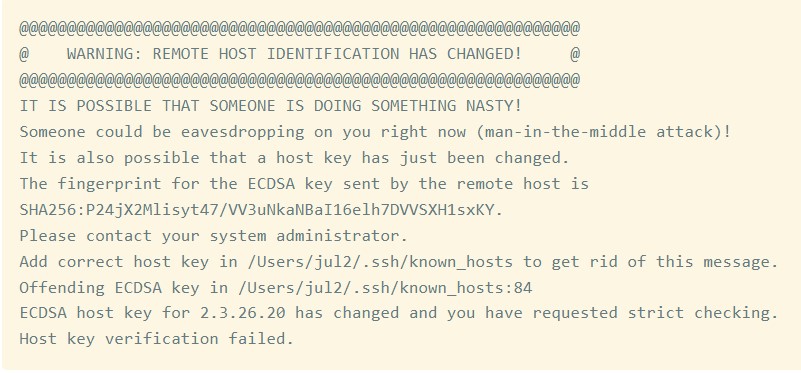 @@@@@@@@@@@@@@@@@@@@@@@@@@@@@@@@@@@@@@@@@@@@@@@@@@@@@@@@@@@
@    WARNING: REMOTE HOST IDENTIFICATION HAS CHANGED!     @
@@@@@@@@@@@@@@@@@@@@@@@@@@@@@@@@@@@@@@@@@@@@@@@@@@@@@@@@@@@
IT IS POSSIBLE THAT SOMEONE IS DOING SOMETHING NASTY!
Someone could be eavesdropping on you right now (man-in-the-middle attack)!
It is also possible that a host key has just been changed.
The fingerprint for the ECDSA key sent by the remote host is
SHA256:P24jX2Mlisyt47/VV3uNkaNBaI16elh7DVVSXH1sxKY.
Please contact your system administrator.
Add correct host key in /Users/jul2/.ssh/known_hosts to get rid of this message.
Offending ECDSA key in /Users/jul2/.ssh/known_hosts:84
ECDSA host key for 2.3.26.20 has changed and you have requested strict checking.
Host key verification failed.